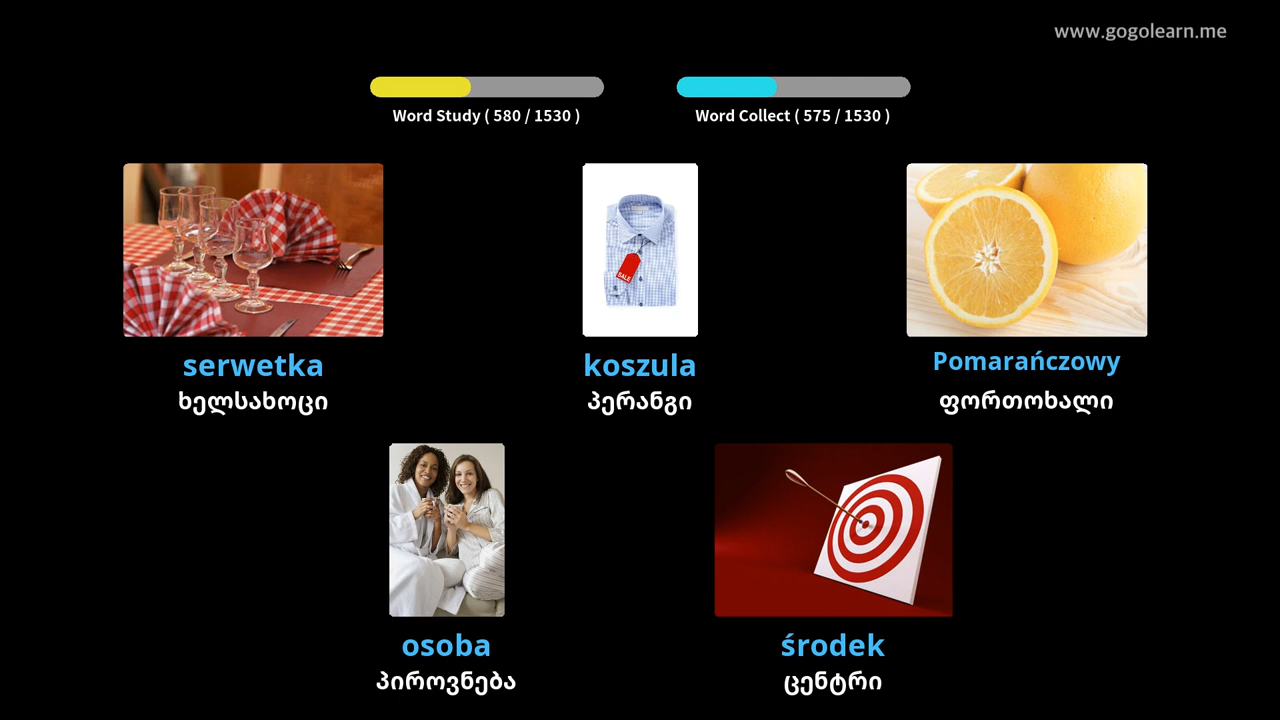 www.gogolearn.me
Word Study ( 580 / 1530 )
Word Collect ( 575 / 1530 )
SALE
serwetka
ხელსახოცი
koszula
პერანგი
Pomarańczowy
ფორთოხალი
osoba
პიროვნება
środek
ცენტრი